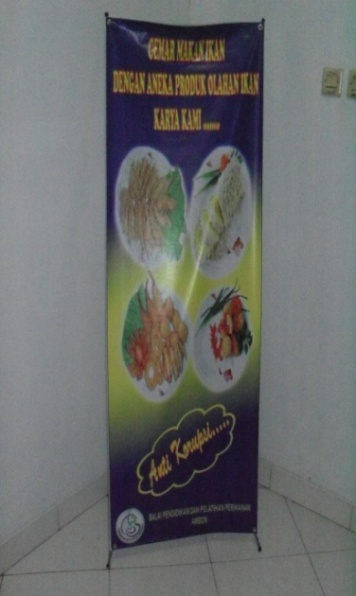 GEMAR MAKAN IKAN
DENGAN ANEKA PRODUK OLAHAN IKAN
KARYA KAMI ......
Anti Korupsi.....
BALAI PENDIDIKAN DAN PELATIHAN PERIKANAN
AMBON